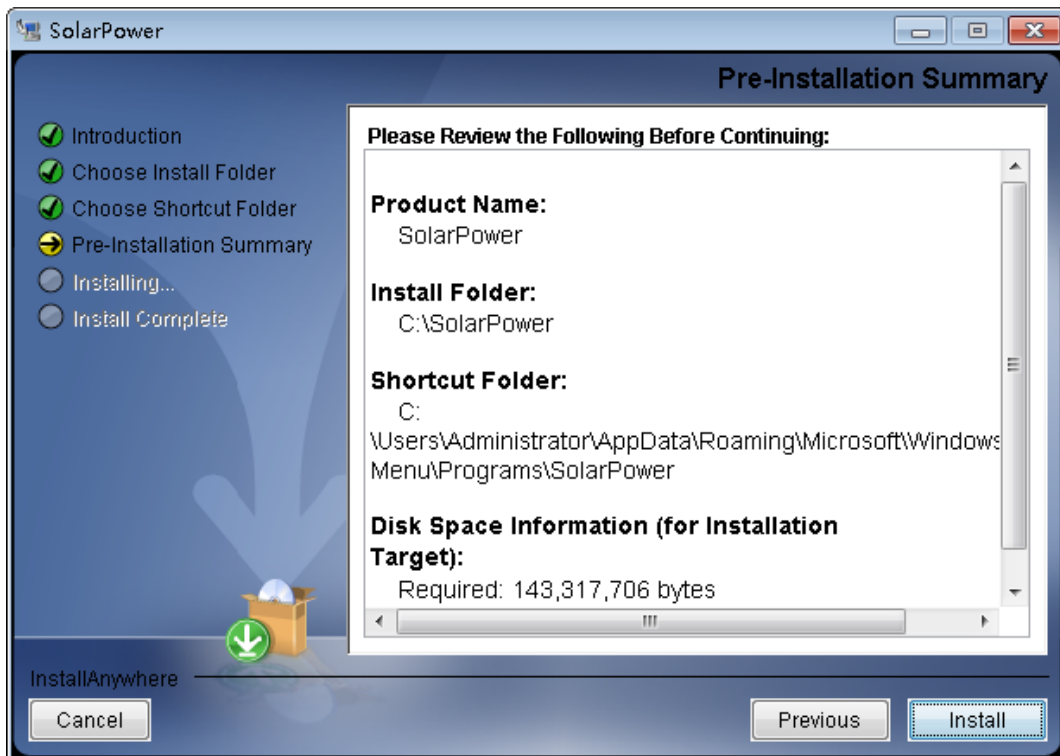 SolarPower
Pre-Installation Summary
Introduction
Choose Install Folder
Choose Shortcut Folder
Pre-Installation Summary
Installing...
Install Complete
Please Review the Following Before Continuing:
Product Name:
SolarPower
Install Folder:
C:\SolarPower
Shortcut Folder:
C:
\Users\Administrator\AppData\Roaming\Microsoft\Windows
Menu\Programs\SolarPower
Disk Space Information (for Installation
Target):
Required: 143,317,706 bytes
InstallAnywhere
Cancel
Previous
Install